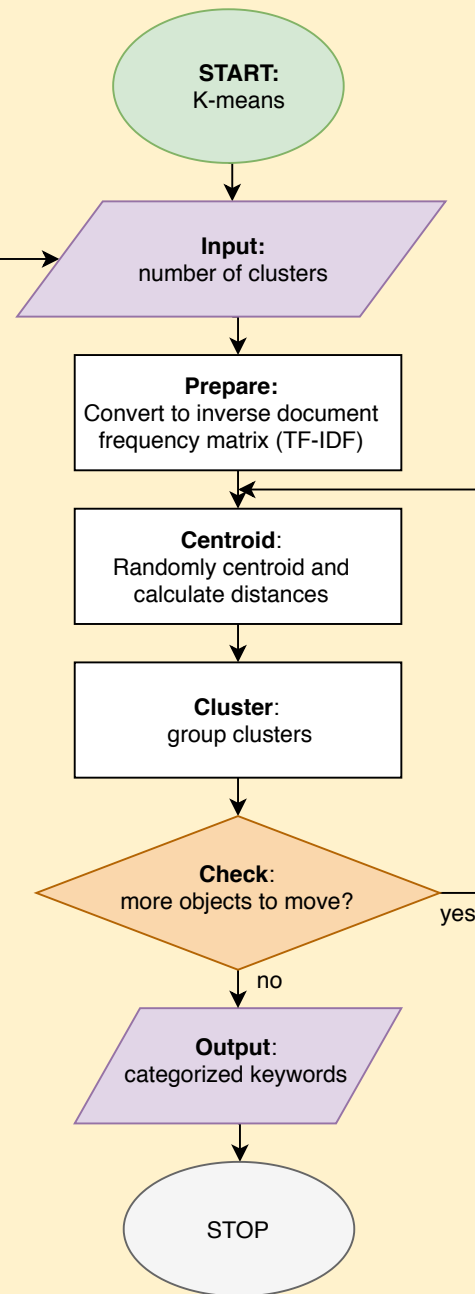 START:
K-means
Input:
number of clusters
Prepare:
Convert to inverse document
frequency matrix (TF-IDF)
Centroid:
Randomly centroid and
calculate distances
Cluster:
group clusters
Check:
more objects to move?
yes
no
Output:
categorized keywords
STOP